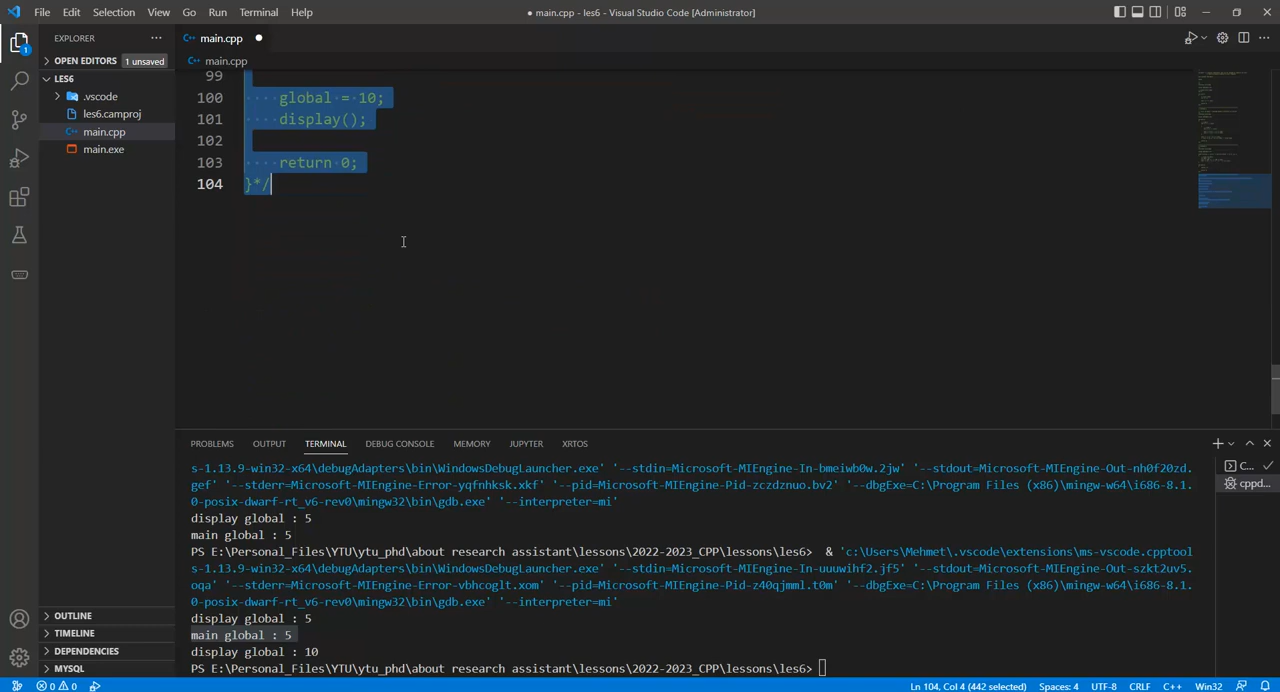 File Edit Selection View Go Run Terminal Help
● main.cpp - les6 - Visual Studio Code [Administrator]
EXPLORER
OPEN EDITORS 1 unsaved
LES6
.vscode
les6.camproj
main.cpp
main.exe
OUTLINE
TIMELINE
DEPENDENCIES
MYSQL
main.cpp
main.cpp
99
100 ····global = 10;
101 ····display();
102
103 ····return 0;
104 }*/
PROBLEMS OUTPUT TERMINAL DEBUG CONSOLE MEMORY JUPYTER XRTOS
s-1.13.9-win32-x64\debugAdapters\bin\WindowsDebugLauncher.exe' '--stdin=Microsoft-MIEngine-In-bmeiwb0w.2jw' '--stdout=Microsoft-MIEngine-Out-nh0f20zd.
gef' '--stderr=Microsoft-MIEngine-Error-yqfnhksk.xkf' '--pid=Microsoft-MIEngine-Pid-zczdznuo.bv2' '--dbgExe=C:\Program Files (x86)\mingw-w64\i686-8.1.
0-posix-dwarf-rt_v6-rev0\mingw32\bin\gdb.exe' '--interpreter=mi'
display global : 5
main global : 5
PS E:\Personal_Files\YTU\ytu_phd\about research assistant\lessons\2022-2023_CPP\lessons\les6>  & 'c:\Users\Mehmet\.vscode\extensions\ms-vscode.cpptool
s-1.13.9-win32-x64\debugAdapters\bin\WindowsDebugLauncher.exe' '--stdin=Microsoft-MIEngine-In-uuuwihf2.jf5' '--stdout=Microsoft-MIEngine-Out-szkt2uv5.
oqa' '--stderr=Microsoft-MIEngine-Error-vbhcoglt.xom' '--pid=Microsoft-MIEngine-Pid-z40qjmml.t0m' '--dbgExe=C:\Program Files (x86)\mingw-w64\i686-8.1.
0-posix-dwarf-rt_v6-rev0\mingw32\bin\gdb.exe' '--interpreter=mi'
display global : 5
main global : 5
display global : 10
PS E:\Personal_Files\YTU\ytu_phd\about research assistant\lessons\2022-2023_CPP\lessons\les6>
C...
cppd...
1
0 0
Ln 104, Col 4 (442 selected) Spaces: 4 UTF-8 CRLF C++ Win32